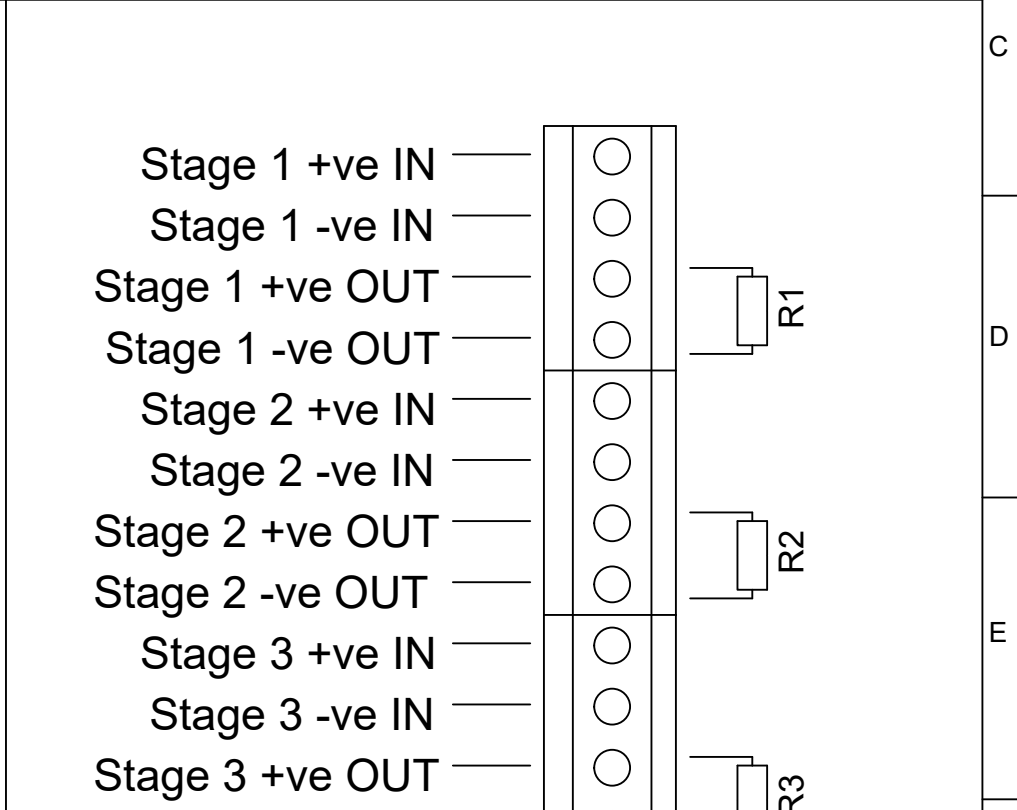 C
Stage 1 +ve IN
Stage 1 -ve IN
Stage 1 +ve OUT
R1
Stage 1 -ve OUT
D
Stage 2 +ve IN
Stage 2 -ve IN
Stage 2 +ve OUT
R2
Stage 2 -ve OUT
E
Stage 3 +ve IN
Stage 3 -ve IN
Stage 3 +ve OUT
R3